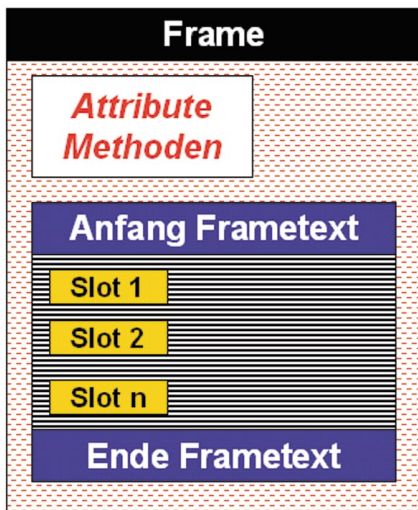 Frame
Attribute
Methoden
Anfang Frametext
Slot 1
Slot 2
Slot n
Ende Frametext